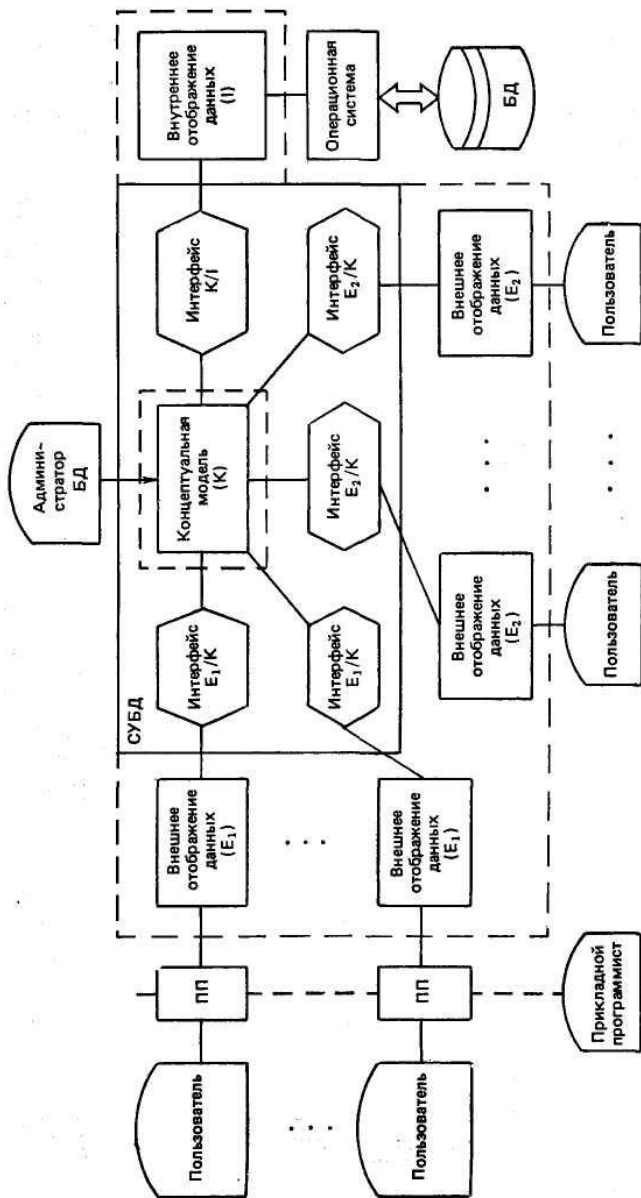 Админи-
стратор
БД
СУБД
Внутреннее
отображение
данных
(I)
Операционная
система
БД
Интерфейс
K/I
Концептуальная
модель
(K)
Интерфейс
E₁/K
Внешнее
отображение
данных
(E₁)
ПП
Пользователь
Интерфейс
E₂/K
Интерфейс
E₂/K
Интерфейс
E₁/K
Внешнее
отображение
данных
(E₁)
ПП
Пользователь
Внешнее
отображение
данных
(E₂)
Внешнее
отображение
данных
(E₂)
Пользователь
Пользователь
Прикладной
программист